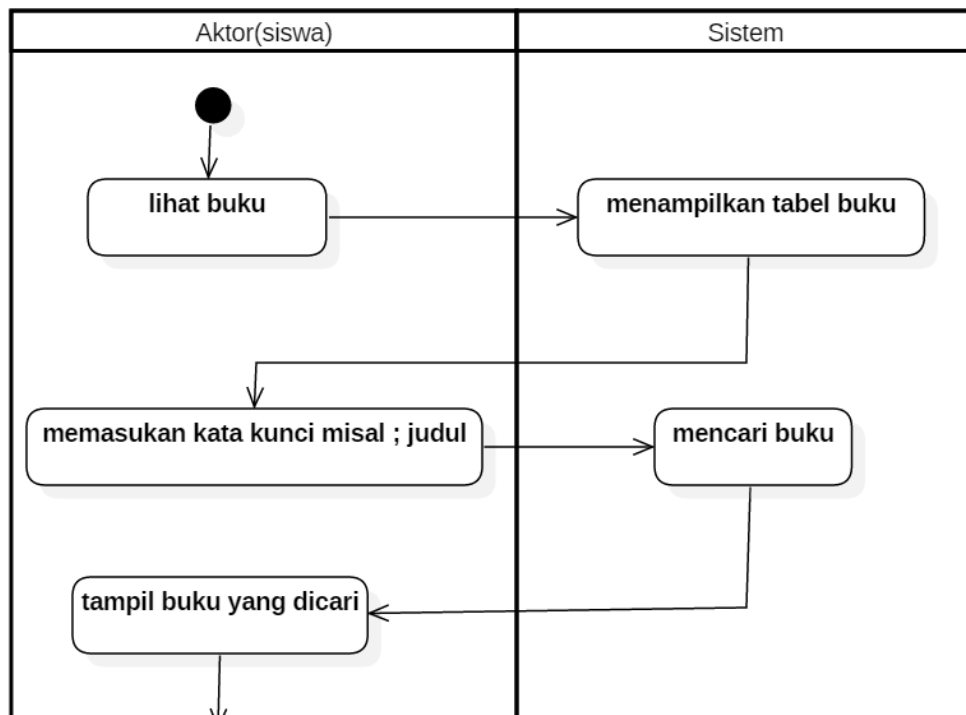 Aktor(siswa)
Sistem
lihat buku
menampilkan tabel buku
memasukan kata kunci misal ; judul
mencari buku
tampil buku yang dicari